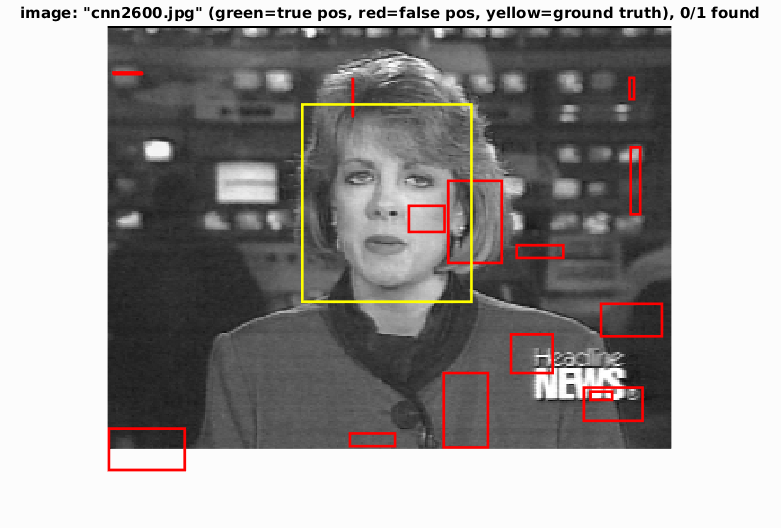 image: "cnn2600.jpg" (green=true pos, red=false pos, yellow=ground truth), 0/1 found
Headline
NEWS